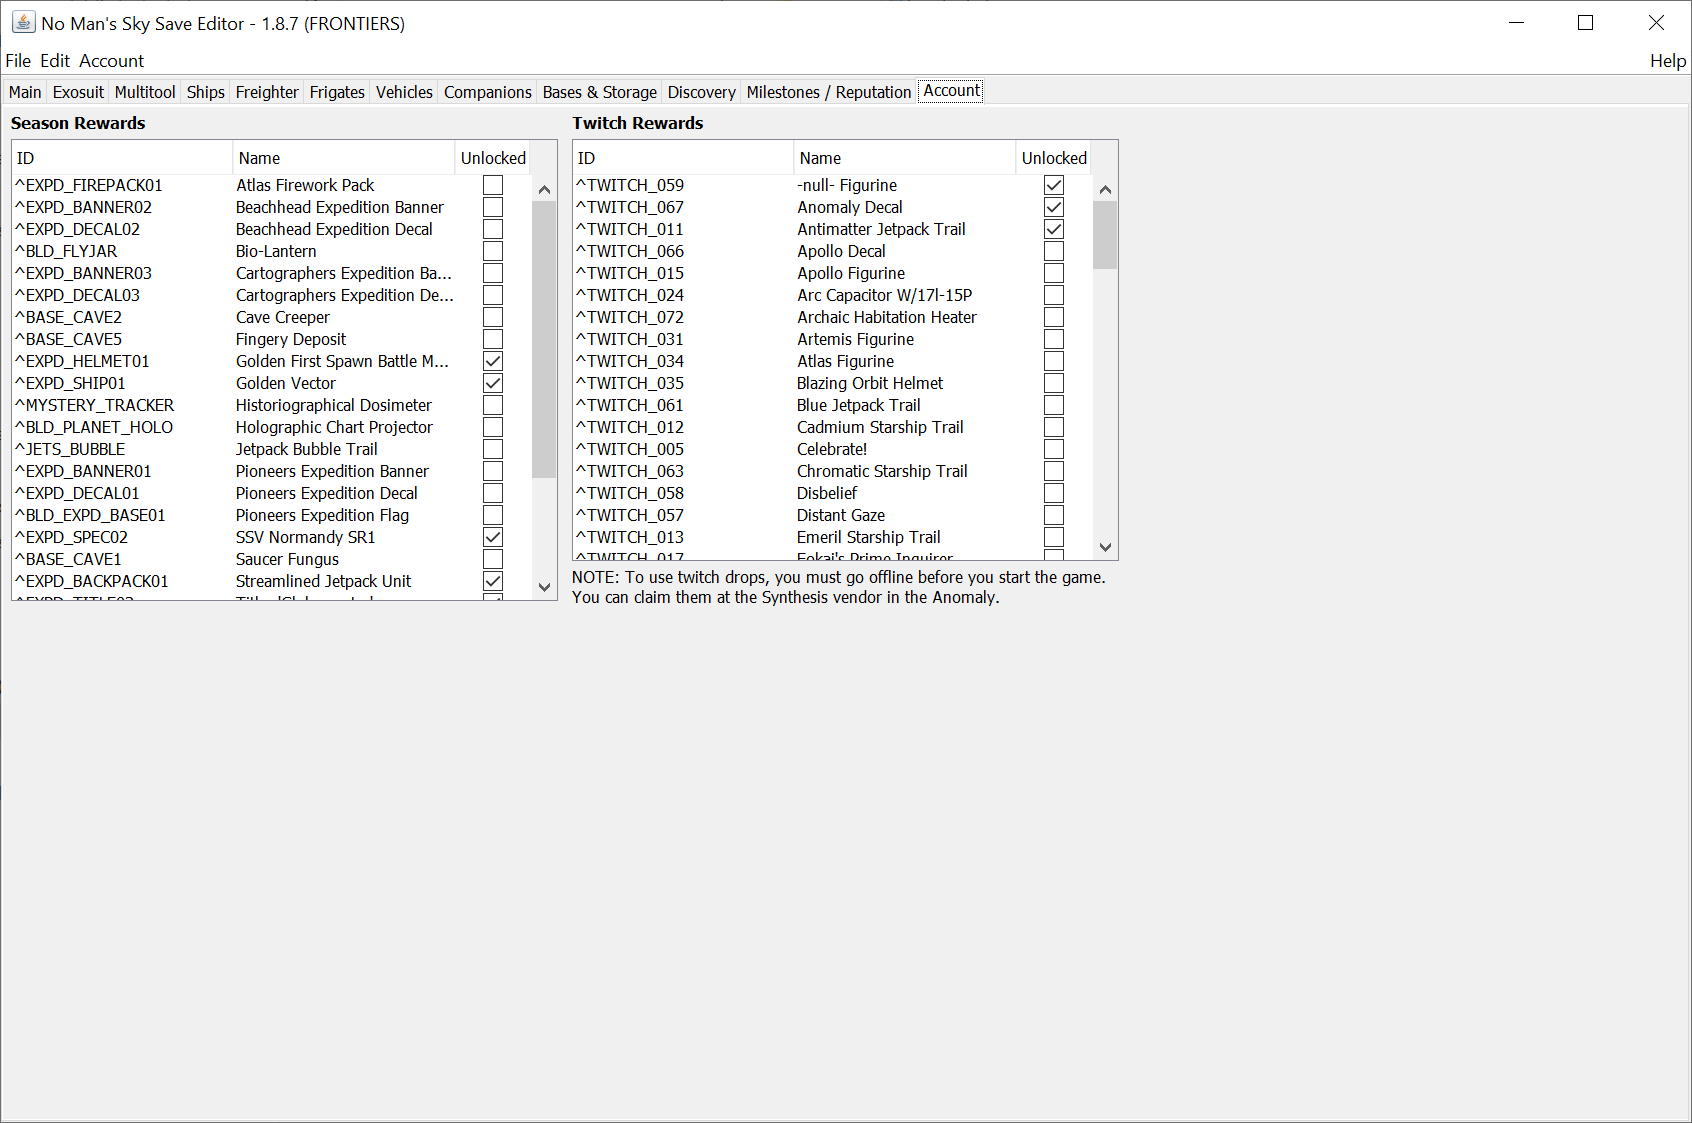 No Man's Sky Save Editor - 1.8.7 (FRONTIERS)
File Edit Account Help
Main Exosuit Multitool Ships Freighter Frigates Vehicles Companions Bases & Storage Discovery Milestones / Reputation Account
Season Rewards
ID Name Unlocked
^EXPD_FIREPACK01 Atlas Firework Pack
^EXPD_BANNER02 Beachhead Expedition Banner
^EXPD_DECAL02 Beachhead Expedition Decal
^BLD_FLYJAR Bio-Lantern
^EXPD_BANNER03 Cartographers Expedition Ba...
^EXPD_DECAL03 Cartographers Expedition De...
^BASE_CAVE2 Cave Creeper
^BASE_CAVE5 Fingery Deposit
^EXPD_HELMET01 Golden First Spawn Battle M...
^EXPD_SHIP01 Golden Vector
^MYSTERY_TRACKER Historiographical Dosimeter
^BLD_PLANET_HOLO Holographic Chart Projector
^JETS_BUBBLE Jetpack Bubble Trail
^EXPD_BANNER01 Pioneers Expedition Banner
^EXPD_DECAL01 Pioneers Expedition Decal
^BLD_EXPD_BASE01 Pioneers Expedition Flag
^EXPD_SPEC02 SSV Normandy SR1
^BASE_CAVE1 Saucer Fungus
^EXPD_BACKPACK01 Streamlined Jetpack Unit
Twitch Rewards
ID Name Unlocked
^TWITCH_059 -null- Figurine
^TWITCH_067 Anomaly Decal
^TWITCH_011 Antimatter Jetpack Trail
^TWITCH_066 Apollo Decal
^TWITCH_015 Apollo Figurine
^TWITCH_024 Arc Capacitor W/17l-15P
^TWITCH_072 Archaic Habitation Heater
^TWITCH_031 Artemis Figurine
^TWITCH_034 Atlas Figurine
^TWITCH_035 Blazing Orbit Helmet
^TWITCH_061 Blue Jetpack Trail
^TWITCH_012 Cadmium Starship Trail
^TWITCH_005 Celebrate!
^TWITCH_063 Chromatic Starship Trail
^TWITCH_058 Disbelief
^TWITCH_057 Distant Gaze
^TWITCH_013 Emeril Starship Trail
^TWITCH_017 Eokai's Prime Inquirer
NOTE: To use twitch drops, you must go offline before you start the game.
You can claim them at the Synthesis vendor in the Anomaly.